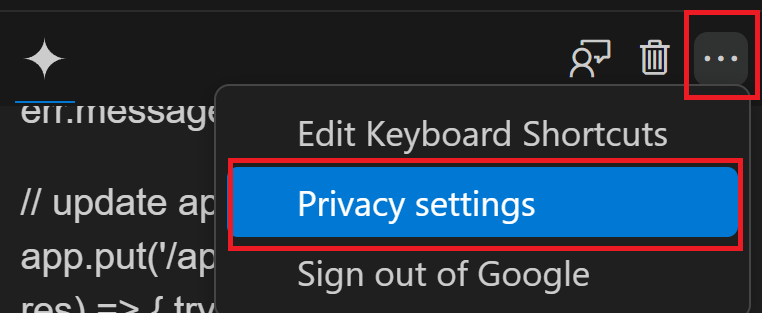 err.message
Edit Keyboard Shortcuts
// update ap
Privacy settings
app.put('/ap
Sign out of Google
res) => { try